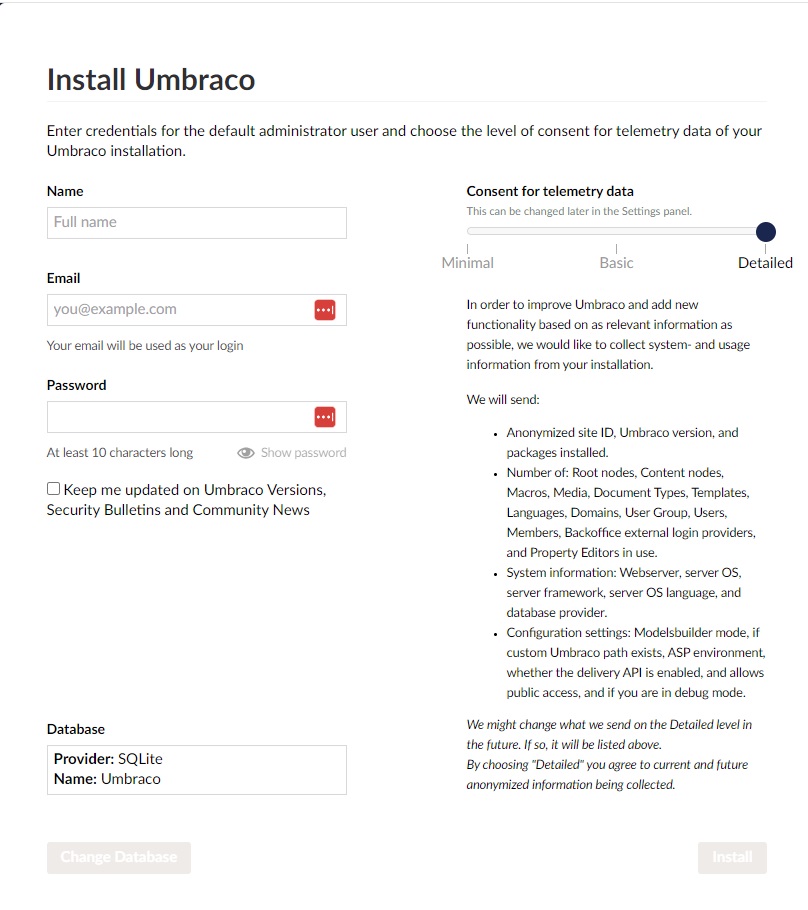 Install Umbraco
Enter credentials for the default administrator user and choose the level of consent for telemetry data of your
Umbraco installation.
Name
Full name
Email
you@example.com
Your email will be used as your login
Password
At least 10 characters long
Show password
Keep me updated on Umbraco Versions,
Security Bulletins and Community News
Database
Provider: SQLite
Name: Umbraco
Consent for telemetry data
This can be changed later in the Settings panel.
Minimal Basic Detailed
In order to improve Umbraco and add new
functionality based on as relevant information as
possible, we would like to collect system- and usage
information from your installation.
We will send:
• Anonymized site ID, Umbraco version, and
packages installed.
• Number of: Root nodes, Content nodes,
Macros, Media, Document Types, Templates,
Languages, Domains, User Group, Users,
Members, Backoffice external login providers,
and Property Editors in use.
• System information: Webserver, server OS,
server framework, server OS language, and
database provider.
• Configuration settings: Modelsbuilder mode, if
custom Umbraco path exists, ASP environment,
whether the delivery API is enabled, and allows
public access, and if you are in debug mode.
We might change what we send on the Detailed level in
the future. If so, it will be listed above.
By choosing "Detailed" you agree to current and future
anonymized information being collected.
Change Database
Install